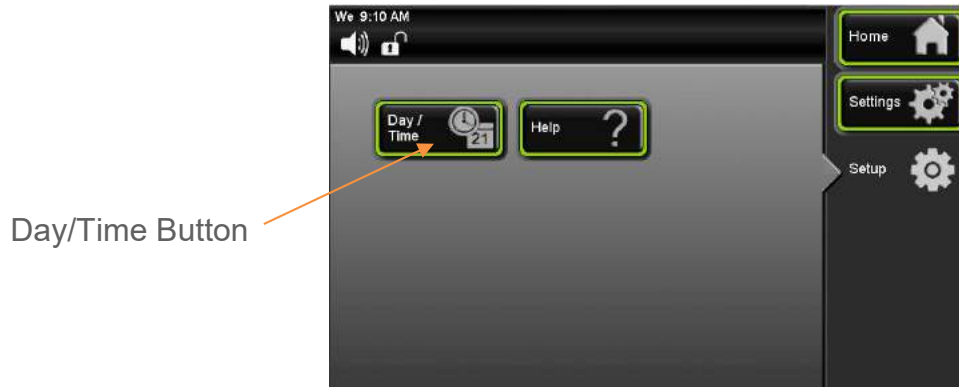 We 9:10 AM
Home
Settings
Setup
Day /
Time
21
Help
?
Day/Time Button